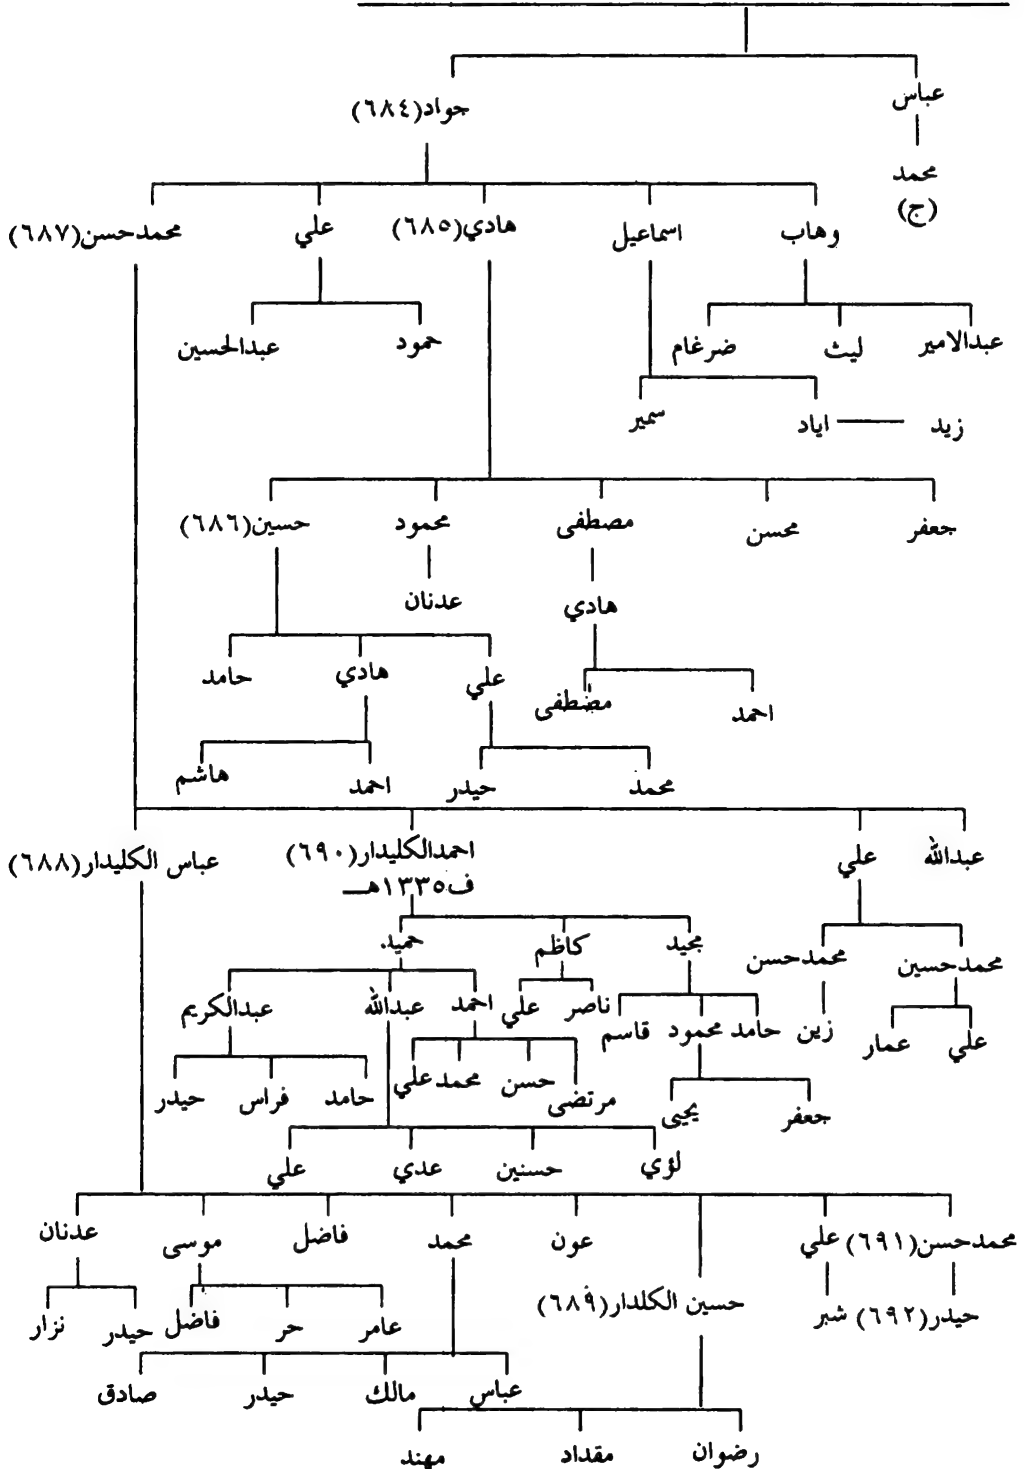 عباس
جواد(٦٨٤)
محمد
(ج)
وهاب اسماعيل هادي(٦٨٥) علي محمدحسن(٦٨٧)
عبدالامير ليث ضرغام حمود عبدالحسين
زيد اياد سمير
جعفر محسن مصطفى محمود حسين(٦٨٦)
هادي عدنان
احمد مصطفى علي هادي حامد
محمد حيدر احمد هاشم
عبدالله علي احمدالكليدار(٦٩٠) عباس الكليدار(٦٨٨)
ف١٣٣٥هـ
محمدحسين محمدحسن مجيد كاظم حميد
علي عمار زين حامد محمود قاسم ناصر علي احمد عبدالله عبدالكريم
جعفر يحيى مرتضى حسن محمد علي حامد فراس حيدر
لؤي حسنين عدي علي
محمدحسن(٦٩١) علي عون محمد فاضل موسى عدنان
حيدر(٦٩٢) شبر حسين الكلدار(٦٨٩) عامر حر فاضل حيدر نزار
عباس مالك حيدر صادق
رضوان مقداد مهند